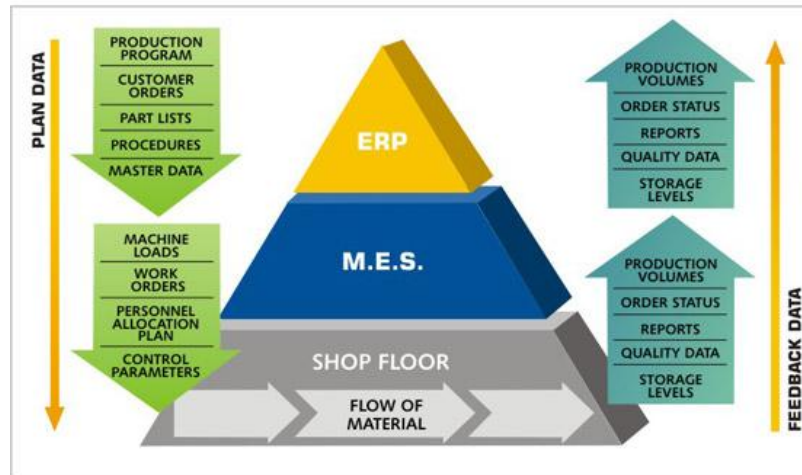 PLAN DATA
PRODUCTION
PROGRAM
CUSTOMER
ORDERS
PART LISTS
PROCEDURES
MASTER DATA
MACHINE
LOADS
WORK
ORDERS
PERSONNEL
ALLOCATION
PLAN
CONTROL
PARAMETERS
ERP
M.E.S.
SHOP FLOOR
FLOW OF
MATERIAL
PRODUCTION
VOLUMES
ORDER STATUS
REPORTS
QUALITY DATA
STORAGE
LEVELS
PRODUCTION
VOLUMES
ORDER STATUS
REPORTS
QUALITY DATA
STORAGE
LEVELS
FEEDBACK DATA